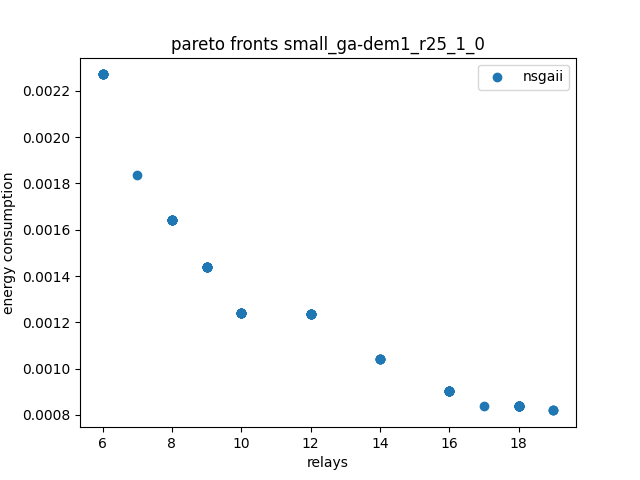 pareto fronts small_ga-dem1_r25_1_0
nsgaii
0.0022
0.0020
0.0018
0.0016
0.0014
0.0012
0.0010
0.0008
energy consumption
6 8 10 12 14 16 18
relays